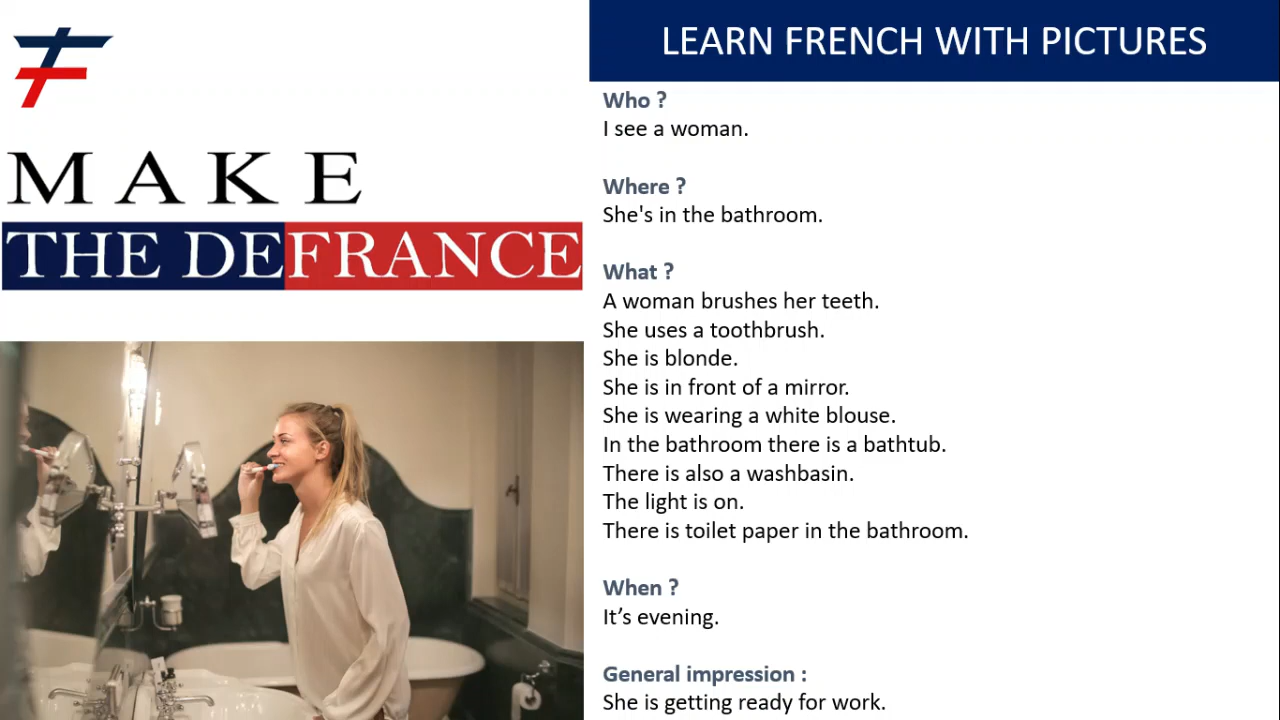 MAKE
THE DEFRANCE
LEARN FRENCH WITH PICTURES
Who ?
I see a woman.
Where ?
She's in the bathroom.
What ?
A woman brushes her teeth.
She uses a toothbrush.
She is blonde.
She is in front of a mirror.
She is wearing a white blouse.
In the bathroom there is a bathtub.
There is also a washbasin.
The light is on.
There is toilet paper in the bathroom.
When ?
It’s evening.
General impression :
She is getting ready for work.